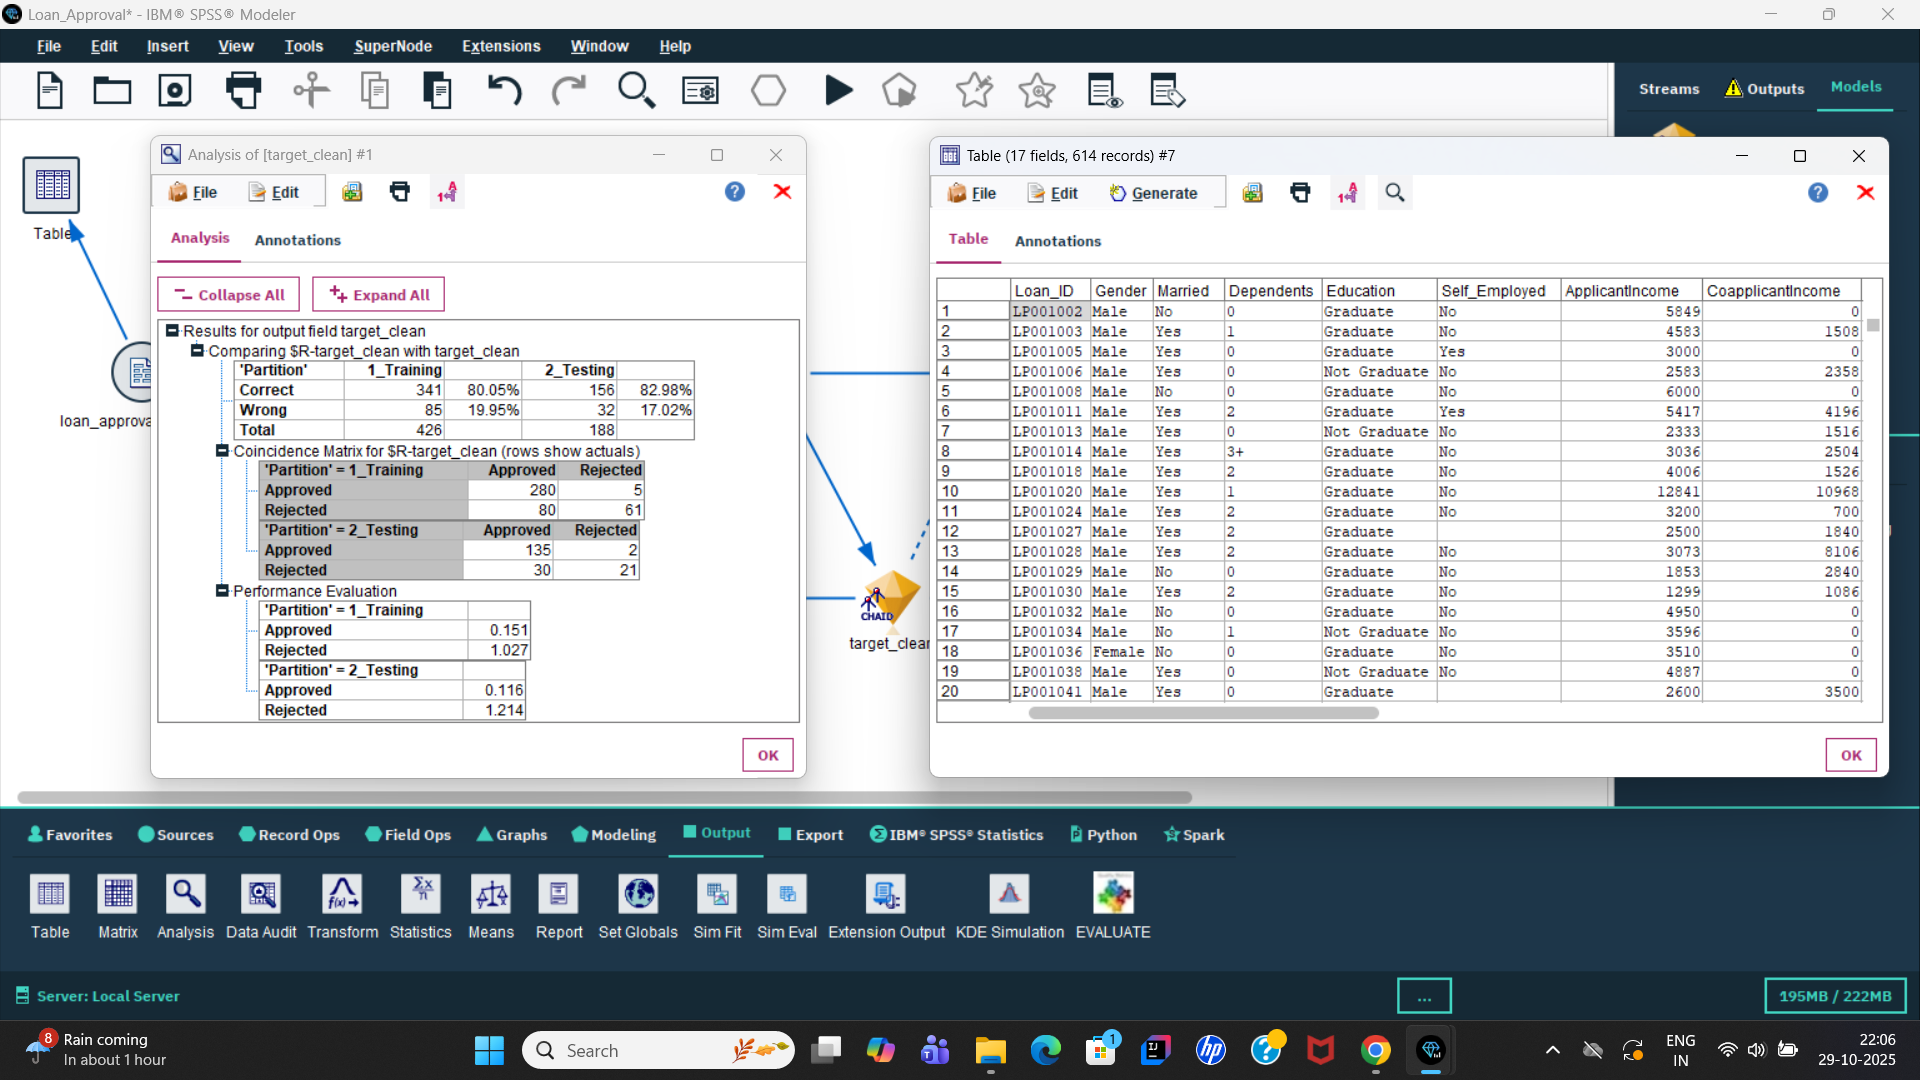 Loan_Approval* - IBM® SPSS® Modeler
File Edit Insert View Tools SuperNode Extensions Window Help
Streams Outputs Models
Table
loan_approva
target_clean
CHAID
Analysis of [target_clean] #1
File Edit
Analysis Annotations
Collapse All Expand All
Results for output field target_clean
Comparing $R-target_clean with target_clean
'Partition' 1_Training 2_Testing
Correct 341 80.05% 156 82.98%
Wrong 85 19.95% 32 17.02%
Total 426 188
Coincidence Matrix for $R-target_clean (rows show actuals)
'Partition' = 1_Training Approved Rejected
Approved 280 5
Rejected 80 61
'Partition' = 2_Testing Approved Rejected
Approved 135 2
Rejected 30 21
Performance Evaluation
'Partition' = 1_Training
Approved 0.151
Rejected 1.027
'Partition' = 2_Testing
Approved 0.116
Rejected 1.214
OK
Table (17 fields, 614 records) #7
File Edit Generate
Table Annotations
Loan_ID Gender Married Dependents Education Self_Employed ApplicantIncome CoapplicantIncome
1 LP001002 Male No 0 Graduate No 5849 0
2 LP001003 Male Yes 1 Graduate No 4583 1508
3 LP001005 Male Yes 0 Graduate Yes 3000 0
4 LP001006 Male Yes 0 Not Graduate No 2583 2358
5 LP001008 Male No 0 Graduate No 6000 0
6 LP001011 Male Yes 2 Graduate Yes 5417 4196
7 LP001013 Male Yes 0 Not Graduate No 2333 1516
8 LP001014 Male Yes 3+ Graduate No 3036 2504
9 LP001018 Male Yes 2 Graduate No 4006 1526
10 LP001020 Male Yes 1 Graduate No 12841 10968
11 LP001024 Male Yes 2 Graduate No 3200 700
12 LP001027 Male Yes 2 Graduate 2500 1840
13 LP001028 Male Yes 2 Graduate No 3073 8106
14 LP001029 Male No 0 Graduate No 1853 2840
15 LP001030 Male Yes 2 Graduate No 1299 1086
16 LP001032 Male No 0 Graduate No 4950 0
17 LP001034 Male No 1 Not Graduate No 3596 0
18 LP001036 Female No 0 Graduate No 3510 0
19 LP001038 Male Yes 0 Not Graduate No 4887 0
20 LP001041 Male Yes 0 Graduate 2600 3500
OK
Favorites Sources Record Ops Field Ops Graphs Modeling Output Export IBM® SPSS® Statistics Python Spark
Table Matrix Analysis Data Audit Transform Statistics Means Report Set Globals Sim Fit Sim Eval Extension Output KDE Simulation EVALUATE
Server: Local Server
...
195MB / 222MB
8
Rain coming
In about 1 hour
Search
1
ENG
IN
22:06
29-10-2025